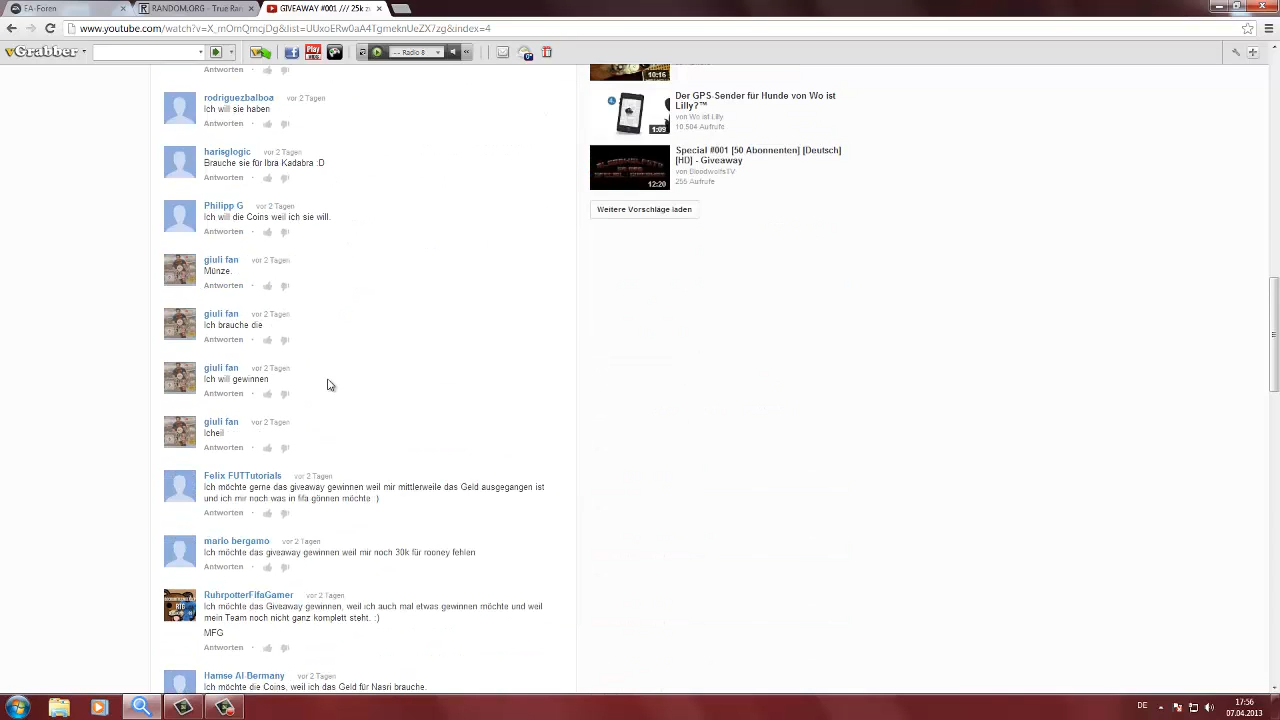 EA-Foren
RANDOM.ORG - True Ran
GIVEAWAY #001 /// 25k
www.youtube.com/watch?v=X_mOmQmcjDg&list=UUxoERw0aA4TgmeknUeZX7zg&index=4
vGrabber
Play
-- Radio 8
Antworten
10:16
rodriguezbalboa vor 2 Tagen
Ich will sie haben
Antworten
harisglogic vor 2 Tagen
Brauche sie für Ibra Kadabra :D
Antworten
Philipp G vor 2 Tagen
Ich will die Coins weil ich sie will.
Antworten
giuli fan vor 2 Tagen
Münze.
Antworten
giuli fan vor 2 Tagen
Ich brauche die
Antworten
giuli fan vor 2 Tagen
Ich will gewinnen
Antworten
giuli fan vor 2 Tagen
Icheil
Antworten
Felix FUTTutorials vor 2 Tagen
Ich möchte gerne das giveaway gewinnen weil mir mittlerweile das Geld ausgegangen ist
und ich mir noch was in fifa gönnen möchte :)
Antworten
mario bergamo vor 2 Tagen
Ich möchte das giveaway gewinnen weil mir noch 30k für rooney fehlen
Antworten
RuhrpotterFifaGamer vor 2 Tagen
Ich möchte das Giveaway gewinnen, weil ich auch mal etwas gewinnen möchte und weil
mein Team noch nicht ganz komplett steht. :)
MFG
Antworten
Hamse Al-Bermany vor 2 Tagen
Ich möchte die Coins, weil ich das Geld für Nasri brauche.
Der GPS-Sender für Hunde von Wo ist
Lilly?™
von Wo ist Lilly
10.504 Aufrufe
1:09
Special #001 [50 Abonnenten] [Deutsch]
[HD] - Giveaway
von BloodwolfsTV
255 Aufrufe
12:20
Weitere Vorschläge laden
DE
17:56
07.04.2013